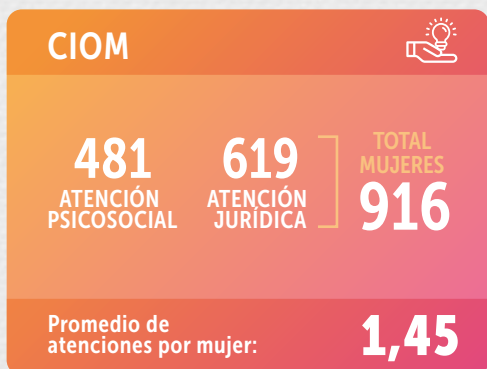 CIOM
481
ATENCIÓN
PSICOSOCIAL
619
ATENCIÓN
JURÍDICA
TOTAL
MUJERES
916
Promedio de
atenciones por mujer:
1,45